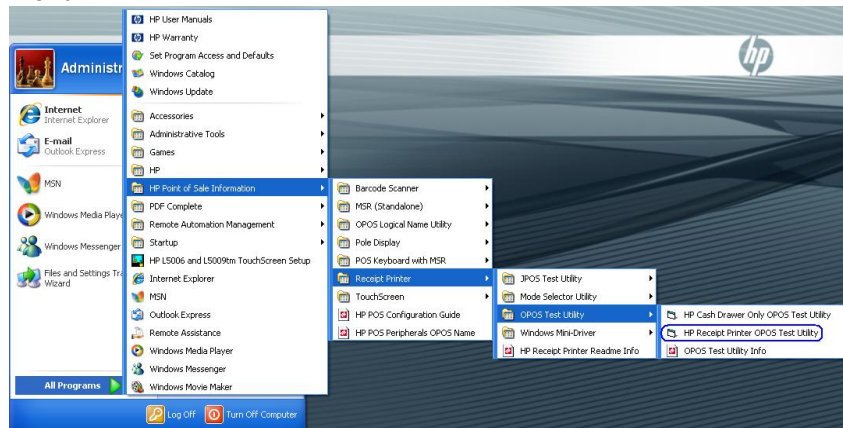 HP User Manuals
HP Warranty
Set Program Access and Defaults
Windows Catalog
Windows Update
hp
Administr
Internet
Internet Explorer
E-mail
Outlook Express
MSN
Windows Media Playe
Windows Messenger
Files and Settings Tra
Wizard
All Programs
Accessories
Administrative Tools
Games
HP
HP Point of Sale Information
PDF Complete
Remote Automation Management
Startup
HP L5006 and L5009tm TouchScreen Setup
Internet Explorer
MSN
Outlook Express
Remote Assistance
Windows Media Player
Windows Messenger
Windows Movie Maker
Barcode Scanner
MSR (Standalone)
OPOS Logical Name Utility
Pole Display
POS Keyboard with MSR
Receipt Printer
TouchScreen
HP POS Configuration Guide
HP POS Peripherals OPOS Name
JPOS Test Utility
Mode Selector Utility
OPOS Test Utility
Windows Mini-Driver
HP Receipt Printer Readme Info
HP Cash Drawer Only OPOS Test Utility
HP Receipt Printer OPOS Test Utility
OPOS Test Utility Info
Log Off
Turn Off Computer